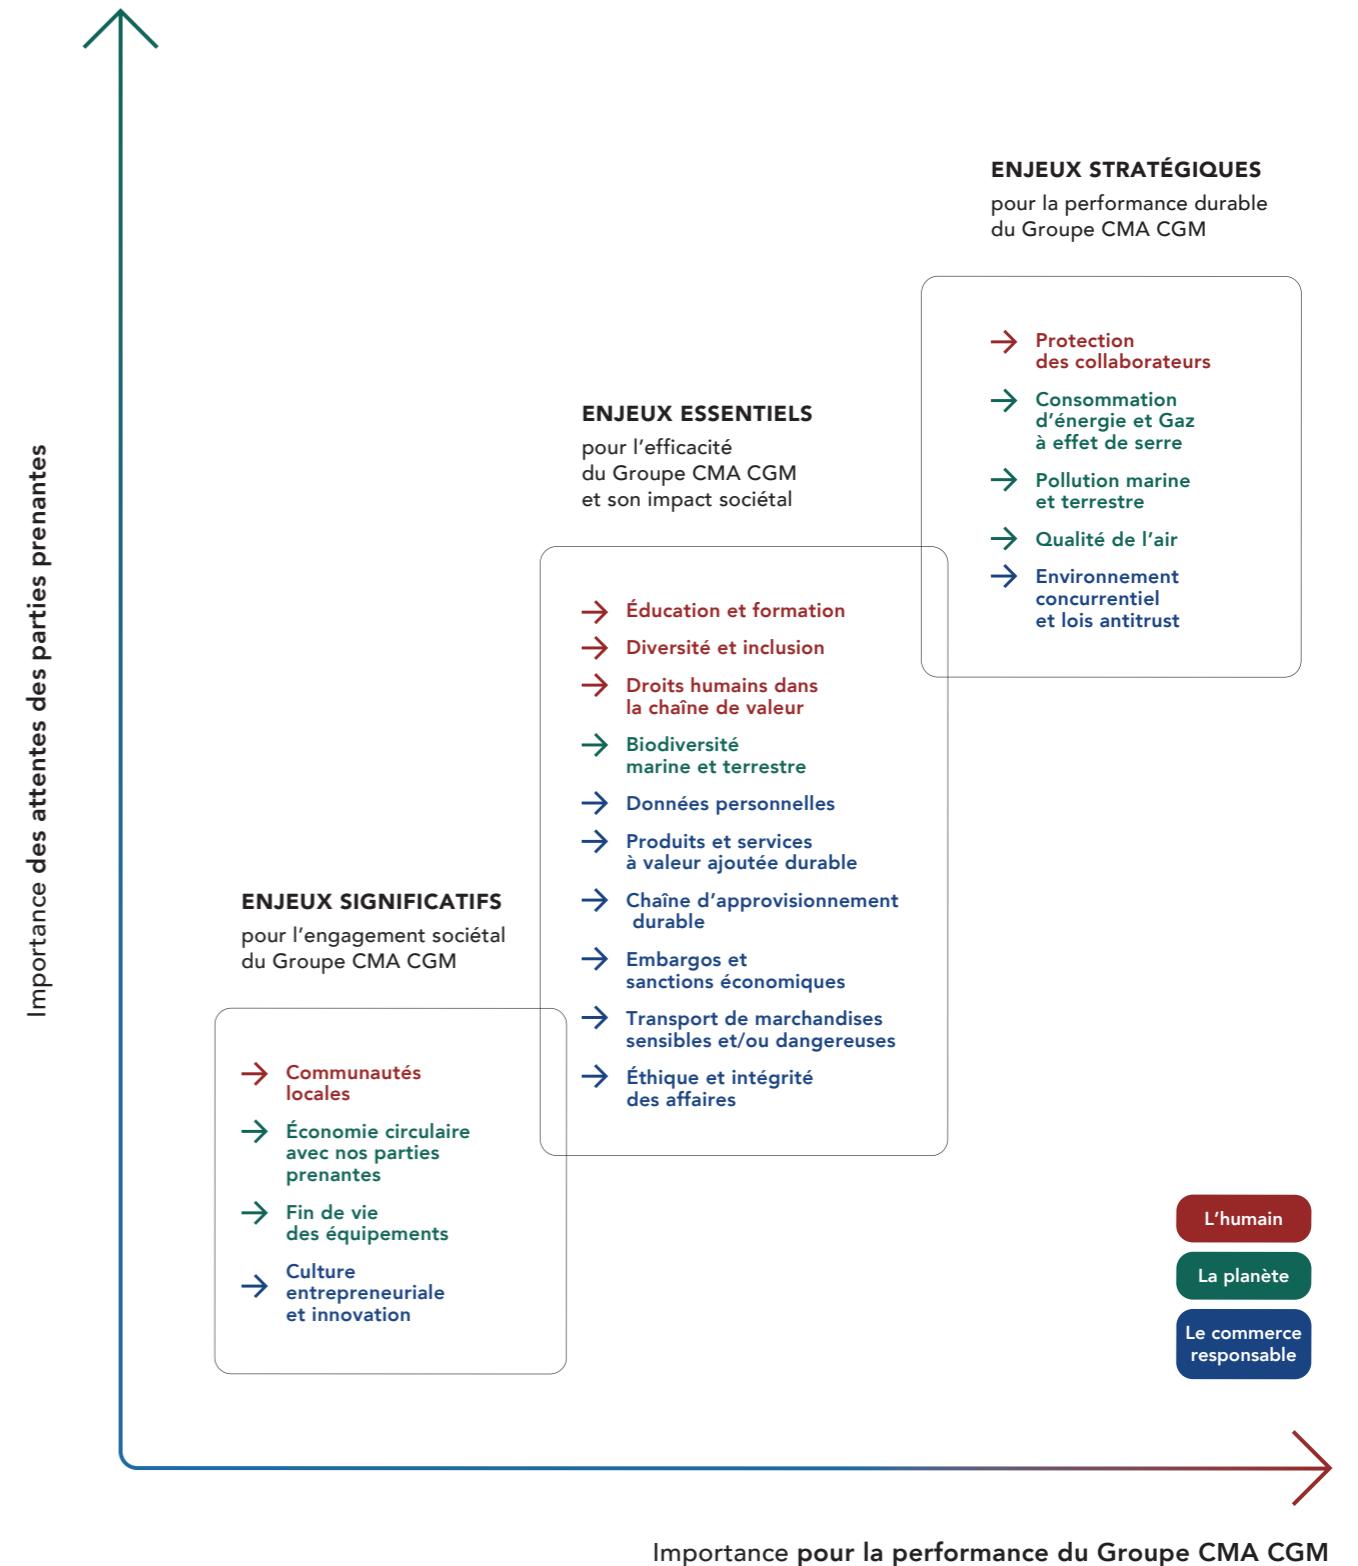 ENJEUX STRATÉGIQUES
pour la performance durable
du Groupe CMA CGM
Protection
des collaborateurs
Consommation
d'énergie et Gaz
à effet de serre
Pollution marine
et terrestre
Qualité de l'air
Environnement
concurrentiel
et lois antitrust
ENJEUX ESSENTIELS
pour l'efficacité
du Groupe CMA CGM
et son impact sociétal
Éducation et formation
Diversité et inclusion
Droits humains dans
la chaîne de valeur
Biodiversité
marine et terrestre
Données personnelles
Produits et services
à valeur ajoutée durable
Chaîne d'approvisionnement
durable
Embargos et
sanctions économiques
Transport de marchandises
sensibles et/ou dangereuses
Éthique et intégrité
des affaires
ENJEUX SIGNIFICATIFS
pour l'engagement sociétal
du Groupe CMA CGM
Communautés
locales
Économie circulaire
avec nos parties
prenantes
Fin de vie
des équipements
Culture
entrepreneuriale
et innovation
L'humain
La planète
Le commerce
responsable
Importance des attentes des parties prenantes
Importance pour la performance du Groupe CMA CGM